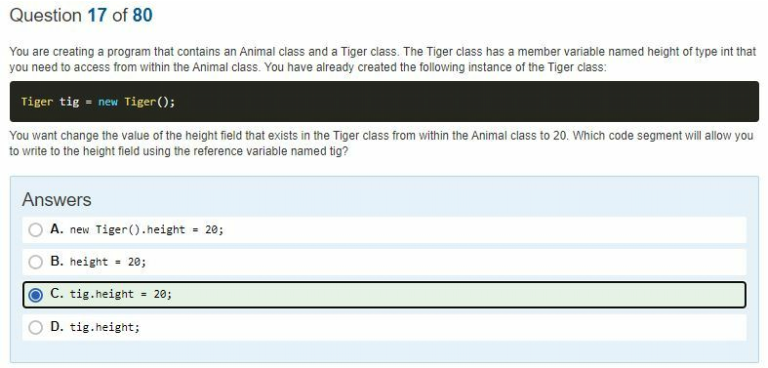 Question 17 of 80
You are creating a program that contains an Animal class and a Tiger class. The Tiger class has a member variable named height of type int that
you need to access from within the Animal class. You have already created the following instance of the Tiger class:
Tiger tig = new Tiger();
You want change the value of the height field that exists in the Tiger class from within the Animal class to 20. Which code segment will allow you
to write to the height field using the reference variable named tig?
Answers
A. new Tiger().height = 20;
B. height = 20;
C. tig.height = 20;
D. tig.height;